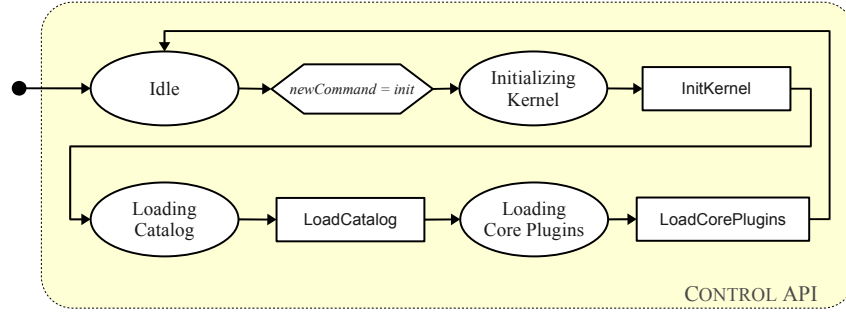 Idle
newCommand = init
Initializing
Kernel
InitKernel
Loading
Catalog
LoadCatalog
Loading
Core Plugins
LoadCorePlugins
CONTROL API